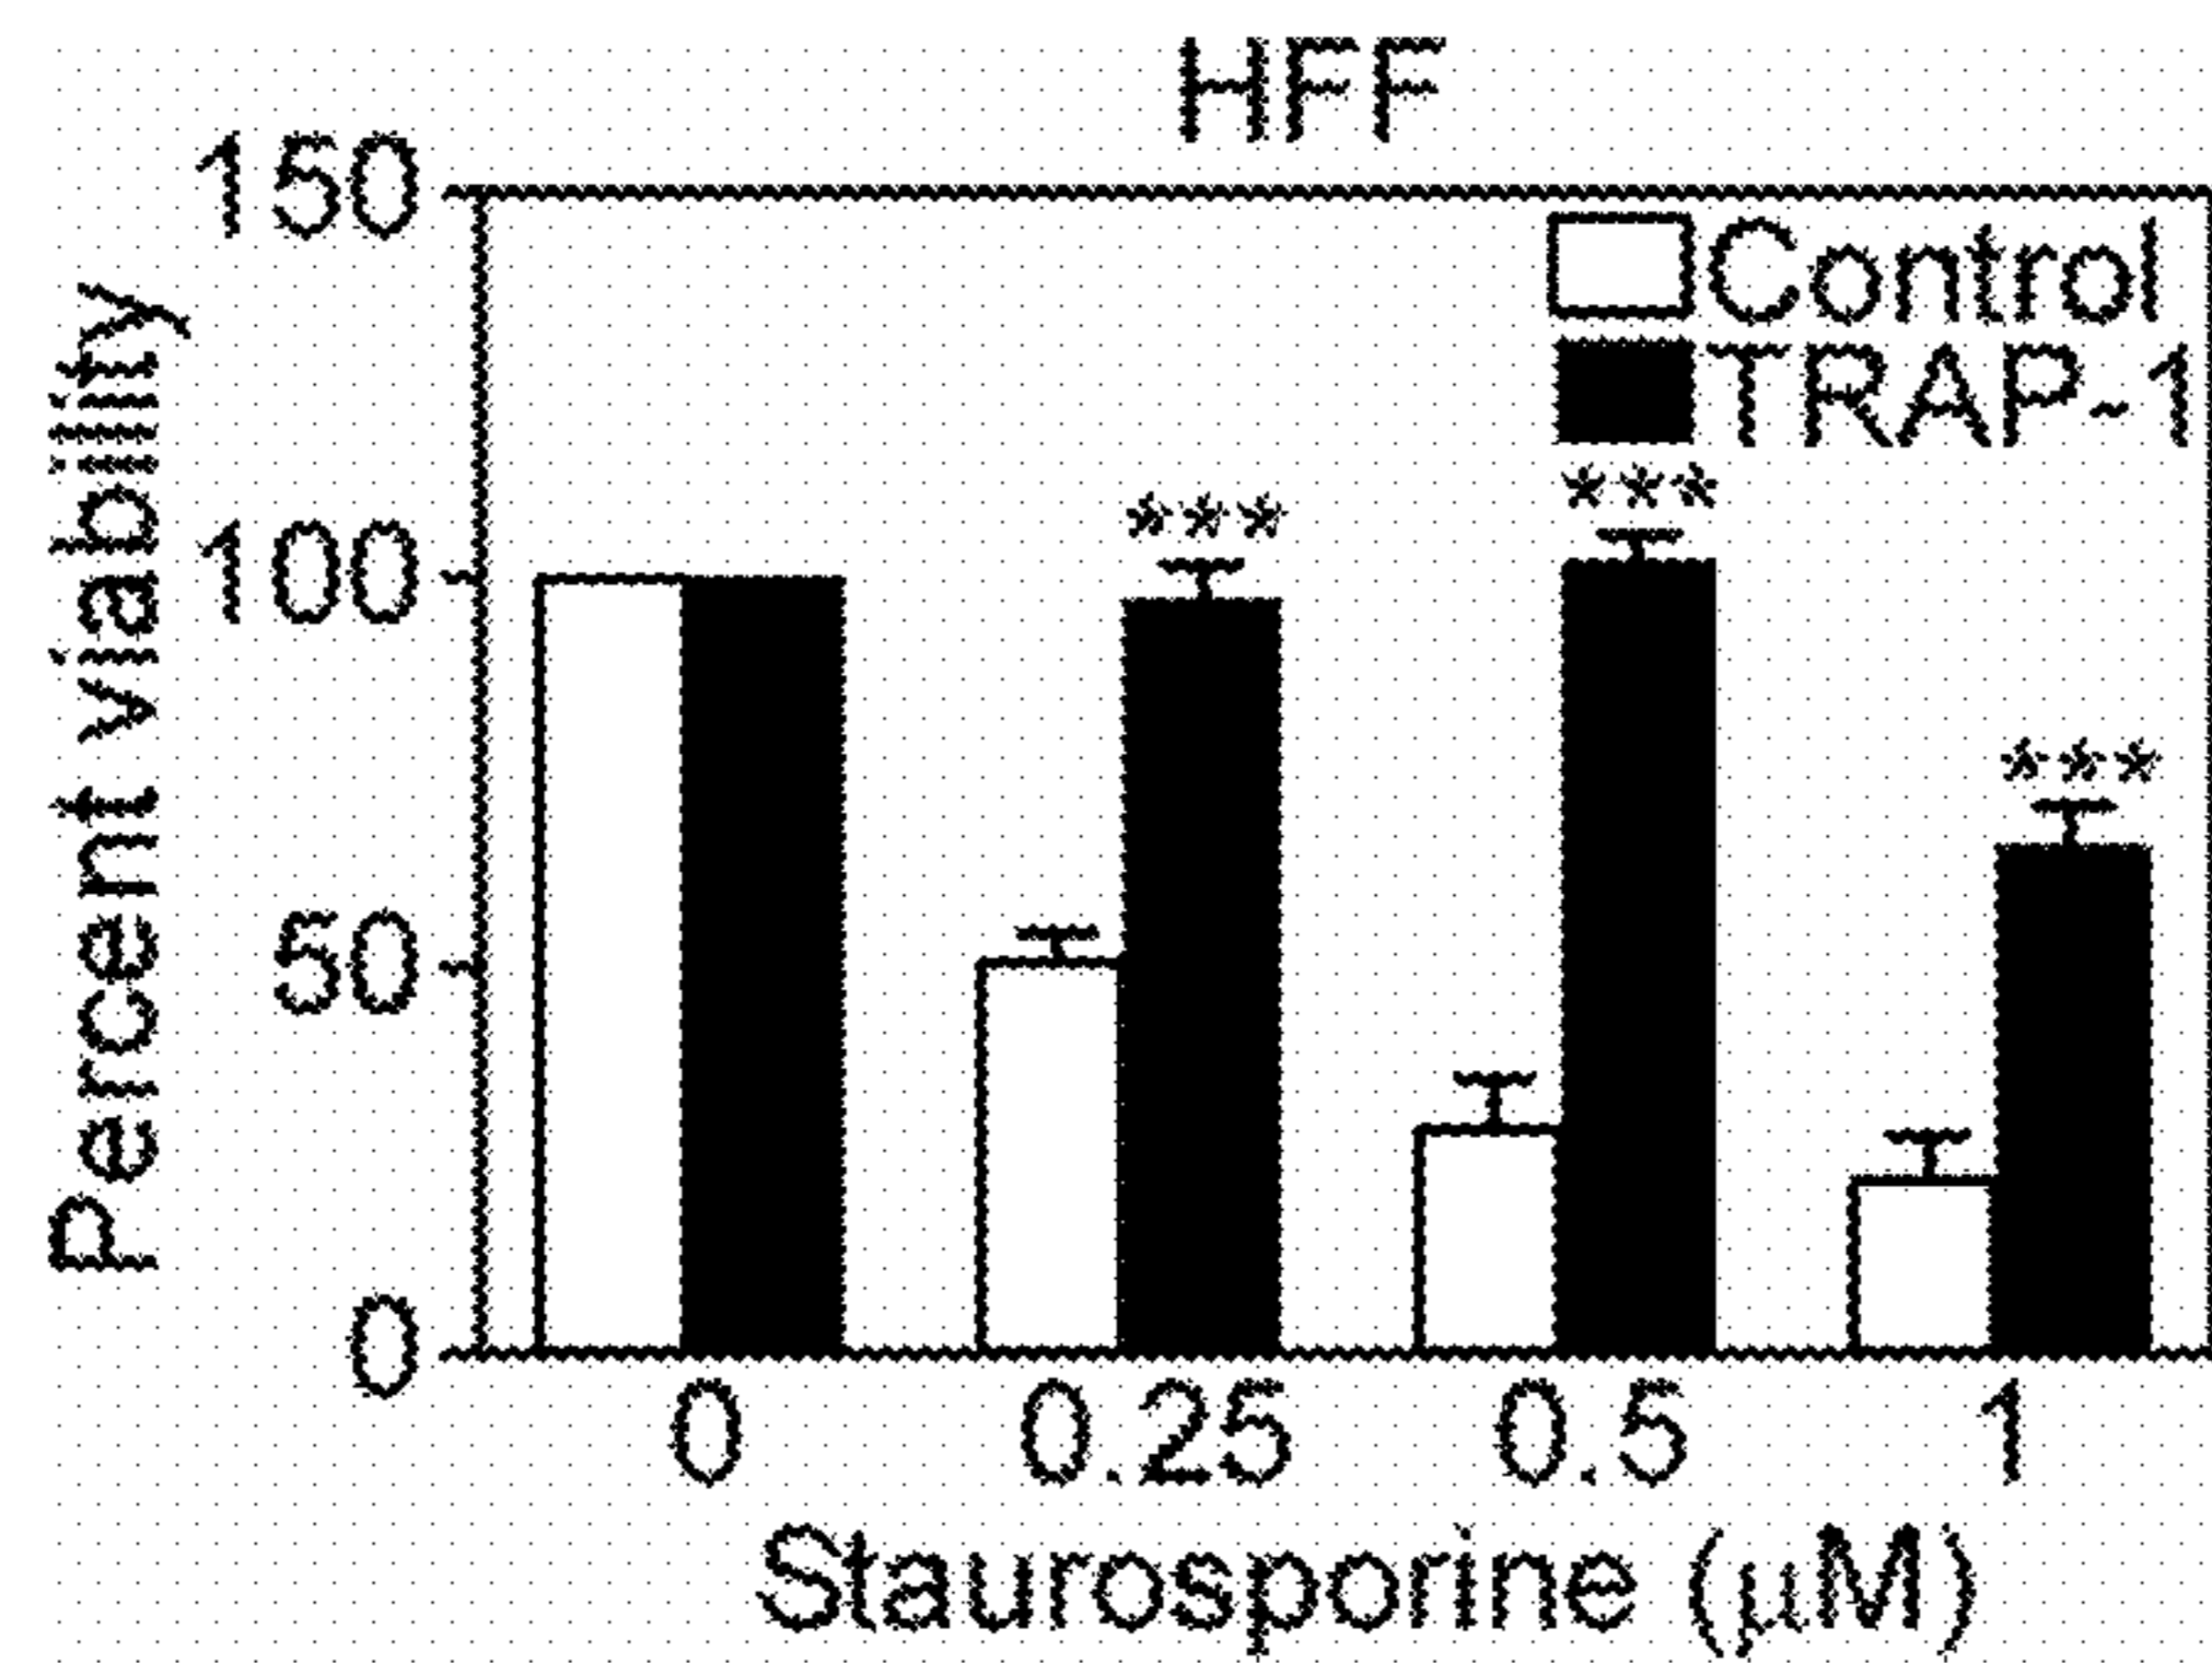 HFF
150
Control
TRAP-1
***
***
100
***
50
0
Percent viability
0 0.25 0.5 1
Staurosporine (μM)